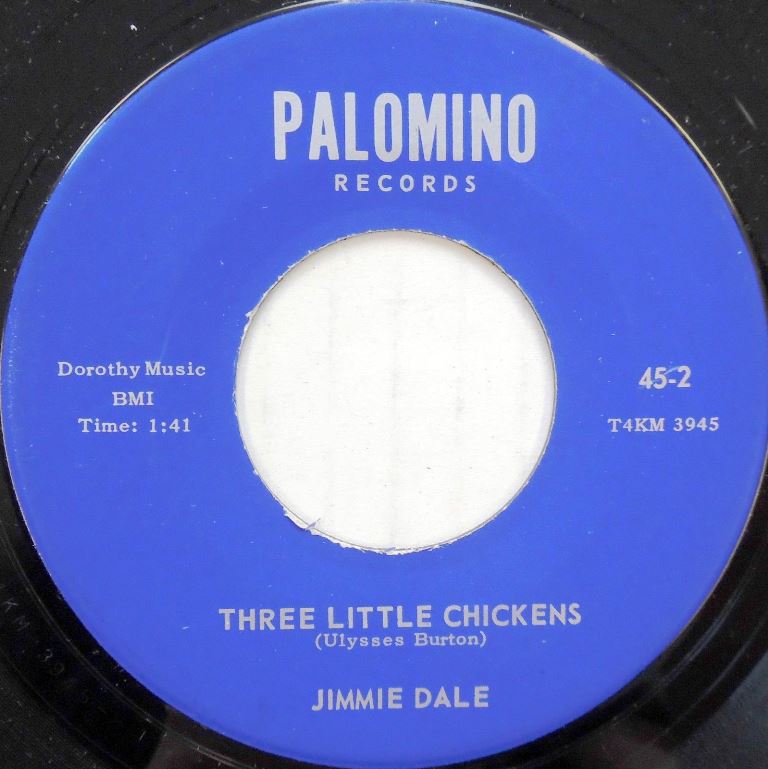 PALOMINO
RECORDS
Dorothy Music
BMI
Time: 1:41
45-2
T4KM 3945
THREE LITTLE CHICKENS
(Ulysses Burton)
JIMMIE DALE